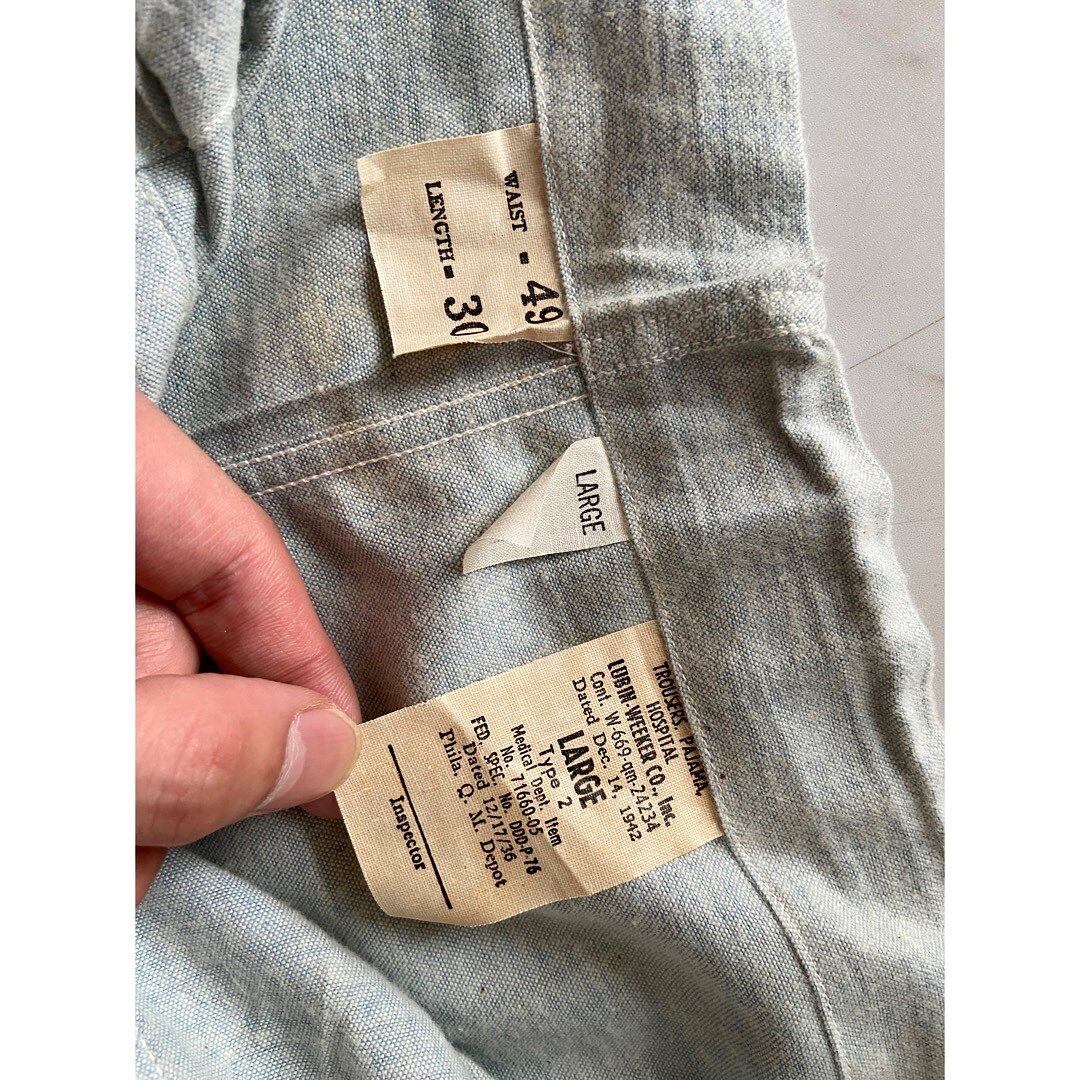 WAIST - 49
LENGTH - 30
LARGE
TROUSERS, PAJAMA,
HOSPITAL
LUBIN-WEEKER CO., Inc.
Cont. W-669-qm-24234
Dated Dec. 14, 1942
LARGE
Type 2
Medical Dept. Item
No. 71660-05
FED. SPEC. No. DDD-P-76
Dated 12/17/36
Phila. Q. M. Depot
Inspector